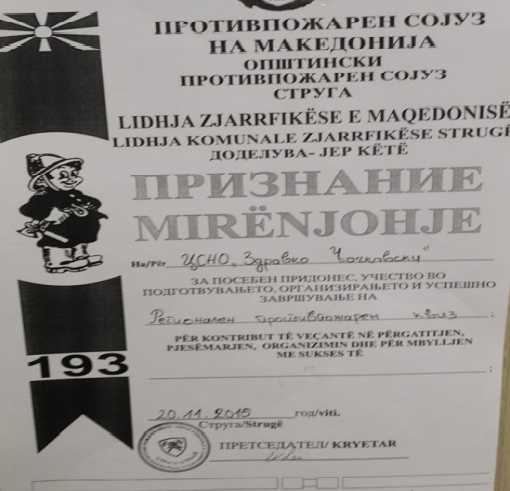 ПРОТИВПОЖАРЕН СОЈУЗ
НА МАКЕДОНИЈА
ОПШТИНСКИ
ПРОТИВПОЖАРЕН СОЈУЗ
СТРУГА
LIDHJA ZJARRFIKËSE E MAQEDONISË
LIDHJA KOMUNALE ZJARRFIKËSE STRUGË
ДОДЕЛУВА- JEP KËTË
ПРИЗНАНИЕ
MIRËNJOHJE
На/Për ЦСНО „Здравко Чочковски"
ЗА ПОСЕБЕН ПРИДОНЕС, УЧЕСТВО ВО
ПОДГОТВУВАЊЕТО, ОРГАНИЗИРАЊЕТО И УСПЕШНО
ЗАВРШУВАЊЕ НА
Регионален противпожарен квиз :
PËR KONTRIBUT TË VEÇANTË NË PËRGATITJEN,
PJESËMARJEN, ORGANIZIMIN DHE PËR MBYLLJEN
ME SUKSES TË
:
193
20.11.2015 год/viti.
Струга/Strugë
ПРЕТСЕДАТЕЛ/ KRYETAR